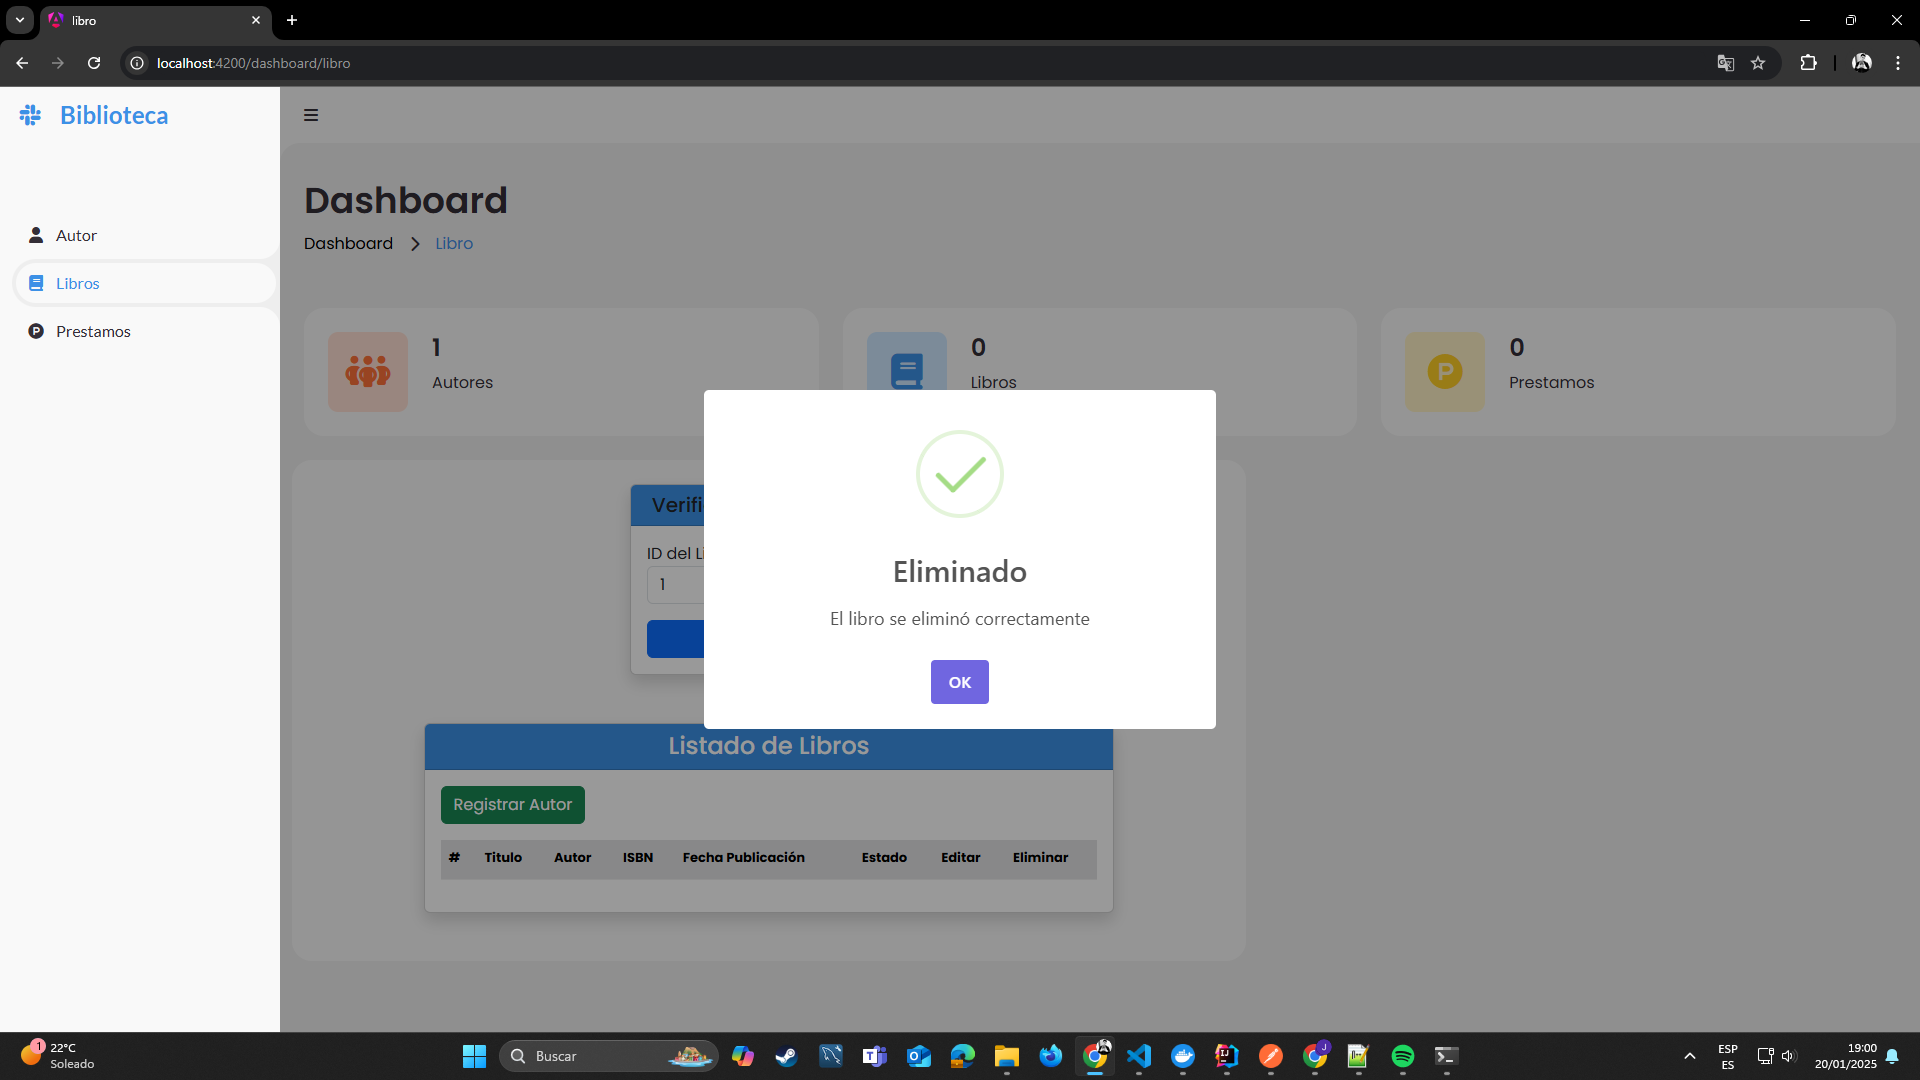 libro
localhost:4200/dashboard/libro
Biblioteca
Autor
Libros
Prestamos
Dashboard
Dashboard
Libro
1
Autores
0
Libros
0
Prestamos
P
Verifi
ID del Li
1
Eliminado
El libro se eliminó correctamente
OK
Listado de Libros
Registrar Autor
# Titulo Autor ISBN Fecha Publicación Estado Editar Eliminar
1
22°C
Soleado
Buscar
ESP
ES
19:00
20/01/2025